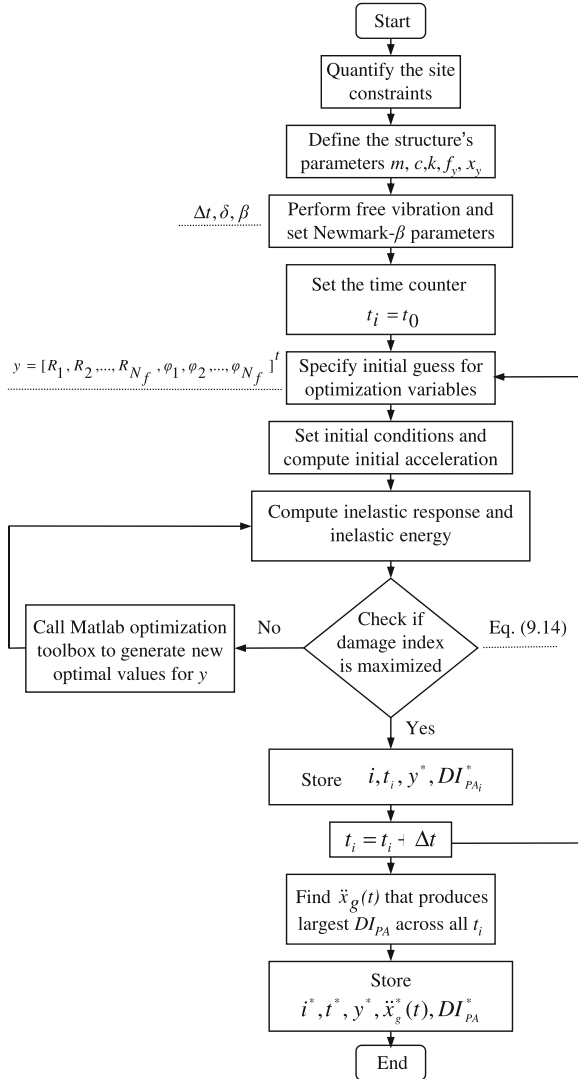 Start
Quantify the site
constraints
Define the structure's
parameters m, c,k, f_y, x_y
Δt, δ, β
Perform free vibration and
set Newmark-β parameters
Set the time counter
t_i = t_0
y = [R_1, R_2,..., R_{N_f}, φ_1, φ_2,..., φ_{N_f}]^t
Specify initial guess for
optimization variables
Set initial conditions and
compute initial acceleration
Compute inelastic response and
inelastic energy
Call Matlab optimization
toolbox to generate new
optimal values for y
No
Check if
damage index
is maximized
Eq. (9.14)
Yes
Store i, t_i, y^*, DI^*_{PA_i}
t_i = t_i + Δt
Find ẍ_g(t) that produces
largest DI_{PA} across all t_i
Store
i^*, t^*, y^*, ẍ^*_g(t), DI^*_{PA}
End